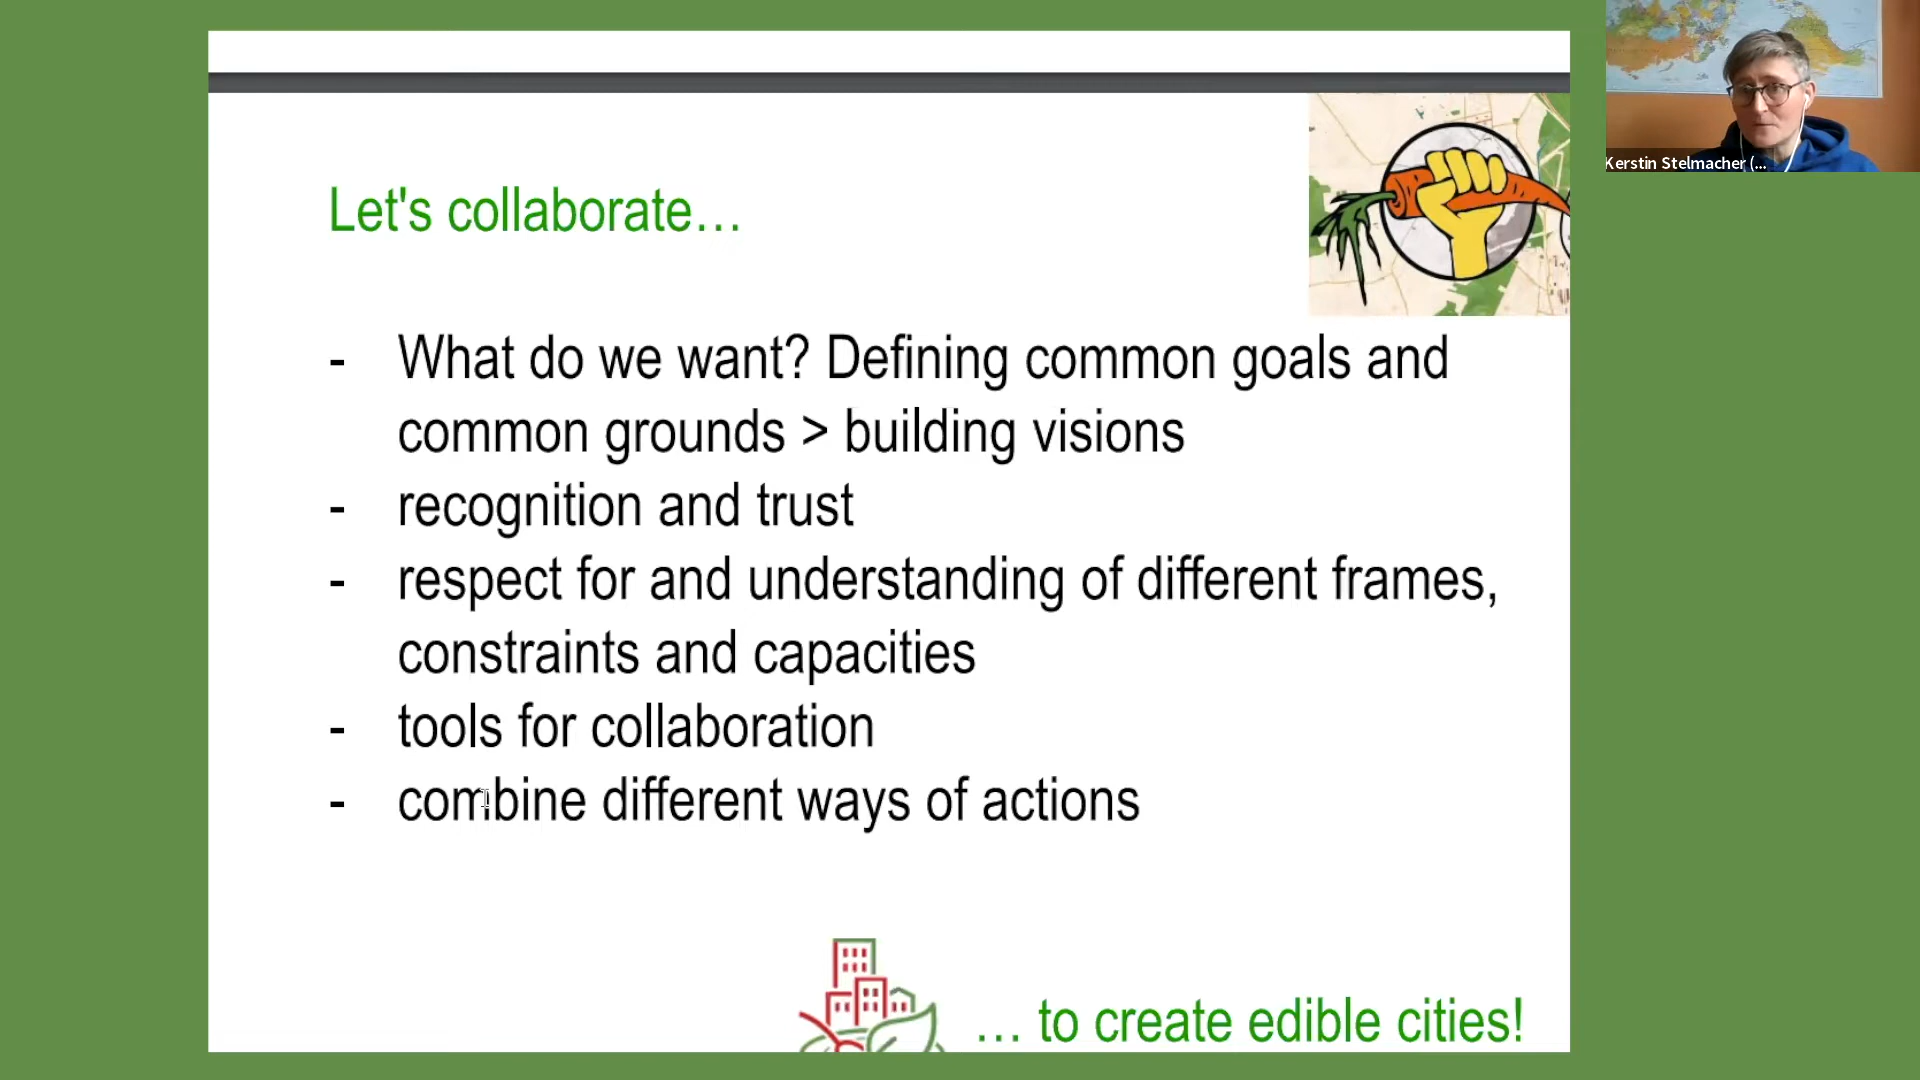 Kerstin Stelmacher (...
Let's collaborate…
- What do we want? Defining common goals and
common grounds > building visions
- recognition and trust
- respect for and understanding of different frames,
constraints and capacities
- tools for collaboration
- combine different ways of actions
… to create edible cities!